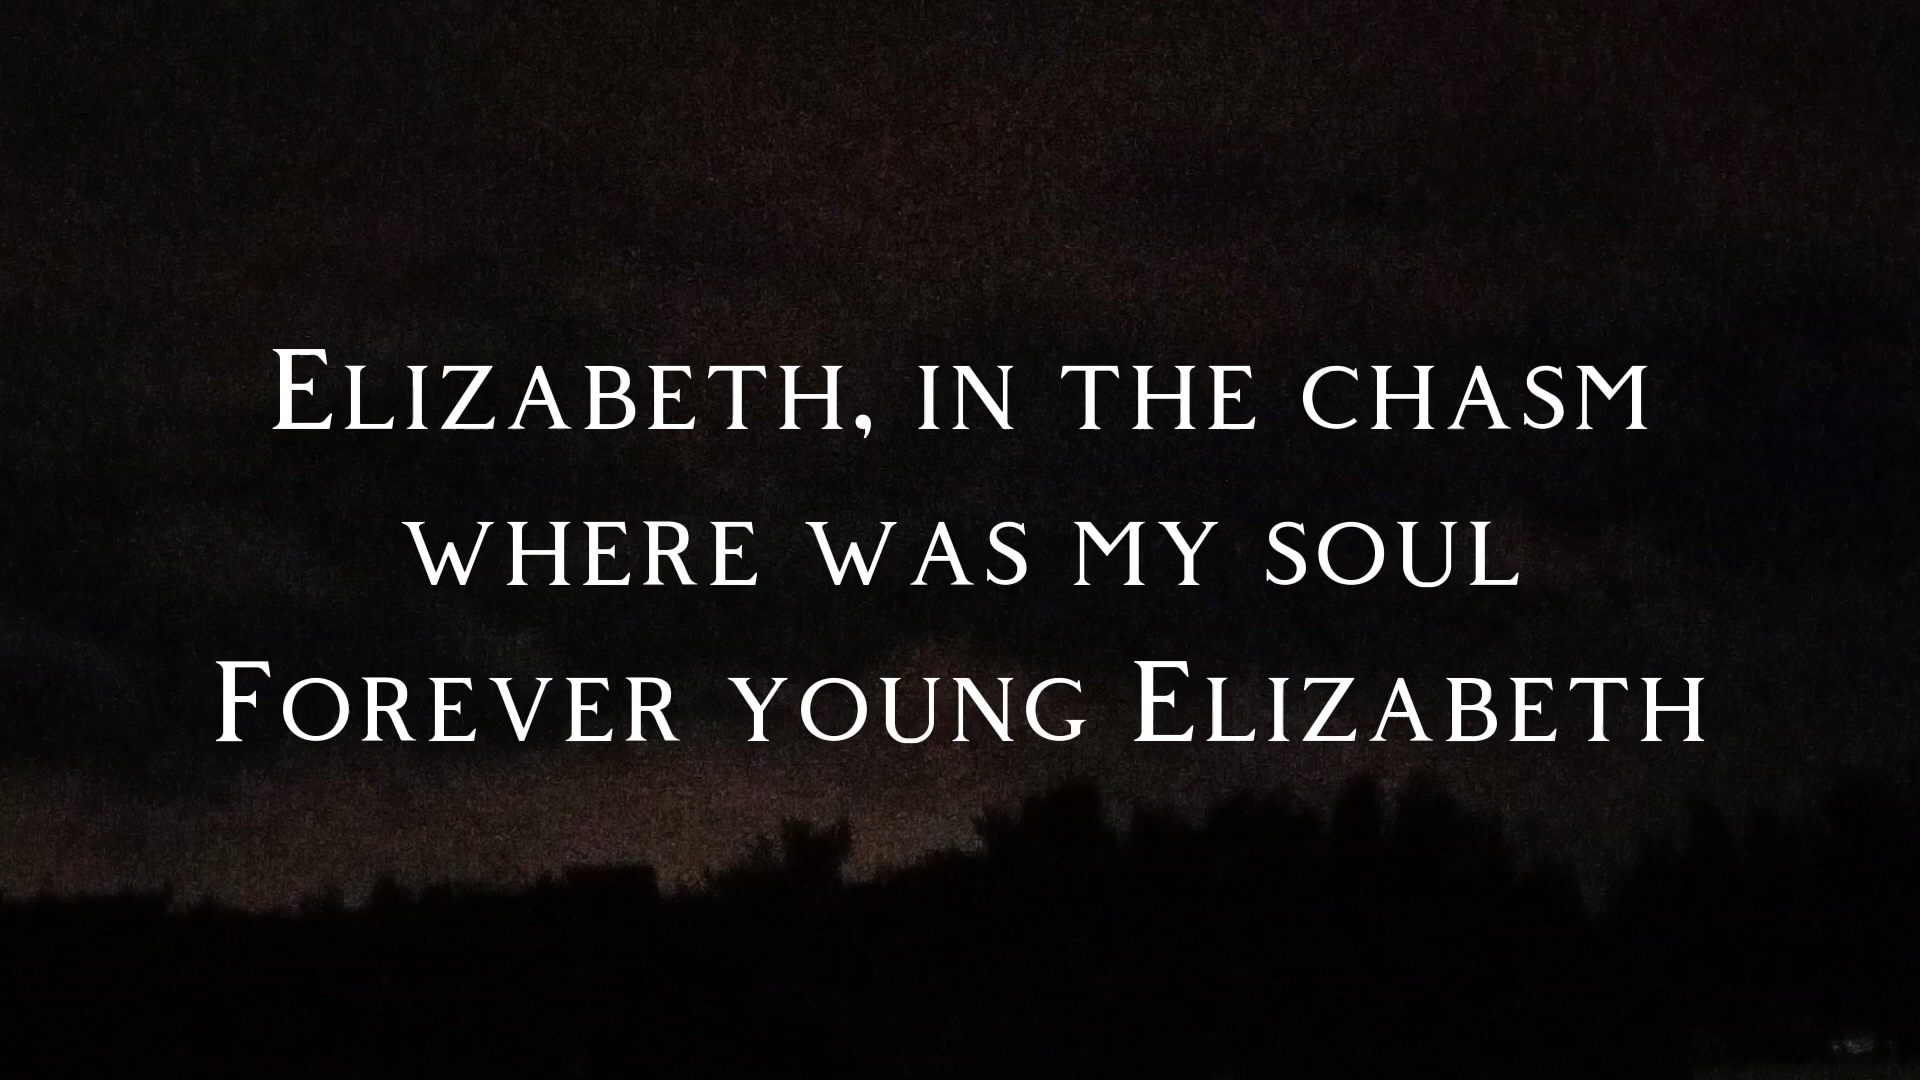 Elizabeth, in the chasm
where was my soul
Forever young Elizabeth